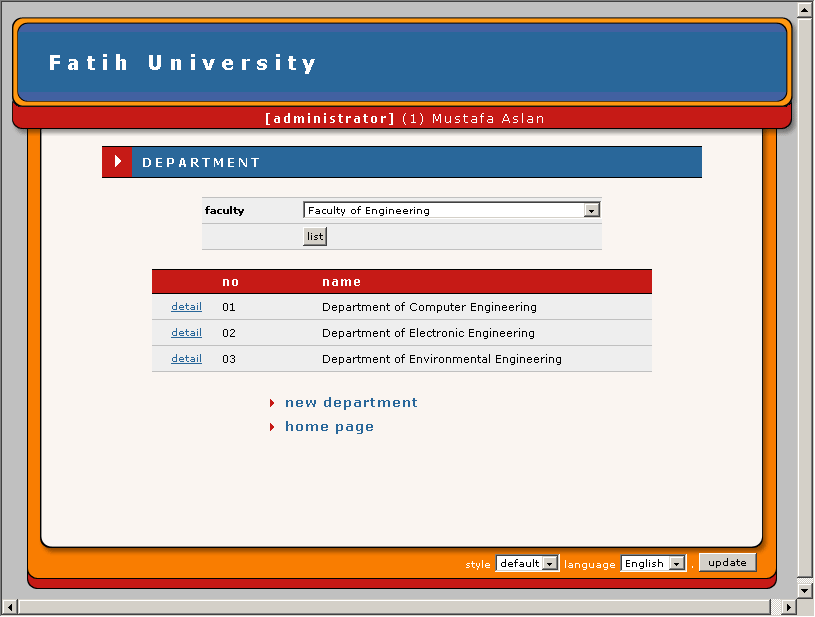 Fatih University
[administrator] (1) Mustafa Aslan
DEPARTMENT
faculty Faculty of Engineering
list
no name
detail 01 Department of Computer Engineering
detail 02 Department of Electronic Engineering
detail 03 Department of Environmental Engineering
new department
home page
style default language English . update